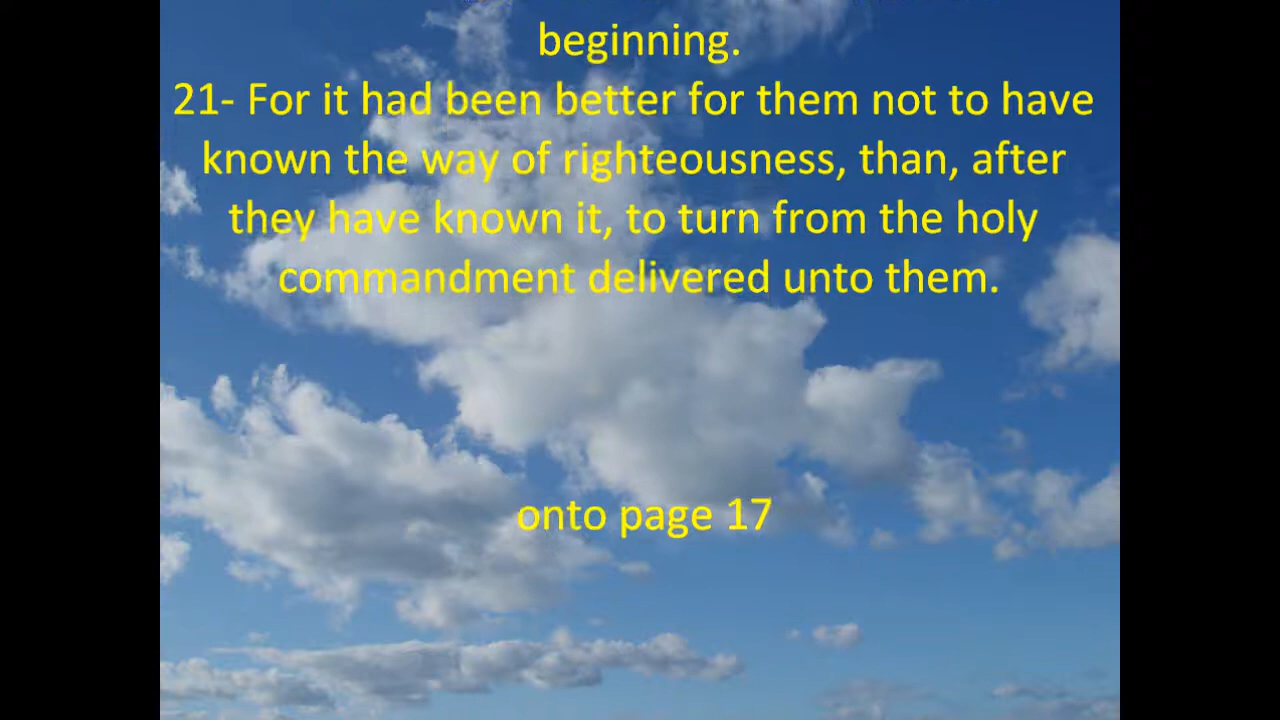 beginning.
21- For it had been better for them not to have
known the way of righteousness, than, after
they have known it, to turn from the holy
commandment delivered unto them.
onto page 17